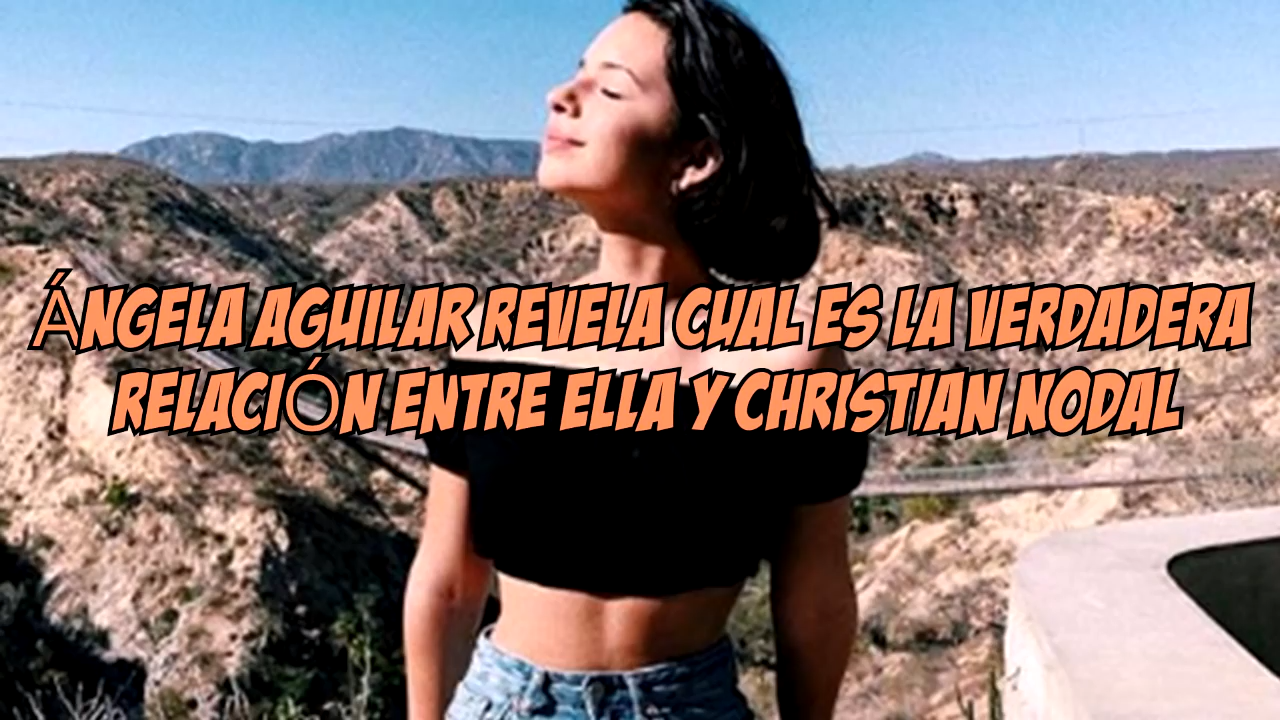 ÁNGELA AGUILAR REVELA CUAL ES LA VERDADERA
RELACIÓN ENTRE ELLA Y CHRISTIAN NODAL